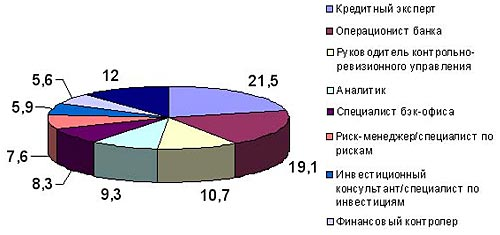 12
21,5
5,6
5,9
7,6
8,3
9,3
10,7
19,1
Кредитный эксперт
Операционист банка
Руководитель контрольно-
ревизионного управления
Аналитик
Специалист бэк-офиса
Риск-менеджер/специалист по
рискам
Инвестиционный
консультант/специалист по
инвестициям
Финансовый контролер